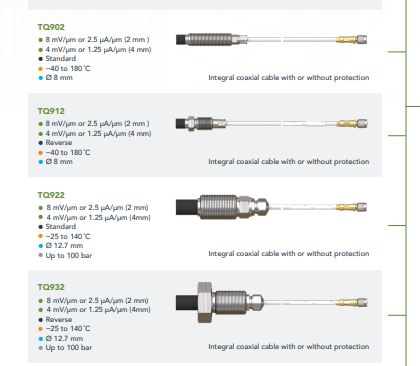 TQ902
8 mV/μm or 2.5 μA/μm (2 mm )
4 mV/μm or 1.25 μA/μm (4 mm)
Standard
−40 to 180˚C
Ø 8 mm
Integral coaxial cable with or without protection
TQ912
8 mV/μm or 2.5 μA/μm (2 mm )
4 mV/μm or 1.25 μA/μm (4 mm)
Reverse
−40 to 180˚C
Ø 8 mm
Integral coaxial cable with or without protection
TQ922
8 mV/μm or 2.5 μA/μm (2 mm)
4 mV/μm or 1.25 μA/μm (4mm)
Standard
−25 to 140˚C
Ø 12.7 mm
Up to 100 bar
Integral coaxial cable with or without protection
TQ932
8 mV/μm or 2.5 μA/μm (2 mm)
4 mV/μm or 1.25 μA/μm (4mm)
Reverse
−25 to 140˚C
Ø 12.7 mm
Up to 100 bar
Integral coaxial cable with or without protection